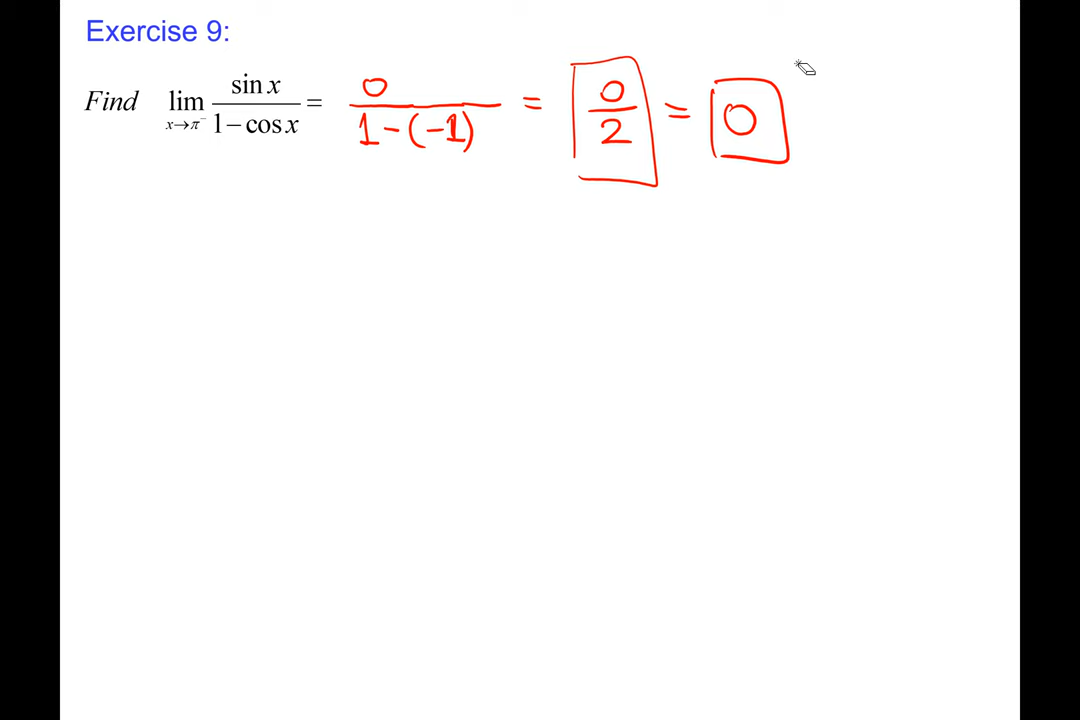 Exercise 9:
Find lim x→π⁻ sin x / (1 − cos x) = 0 / (1 − (−1)) = 0/2 = 0